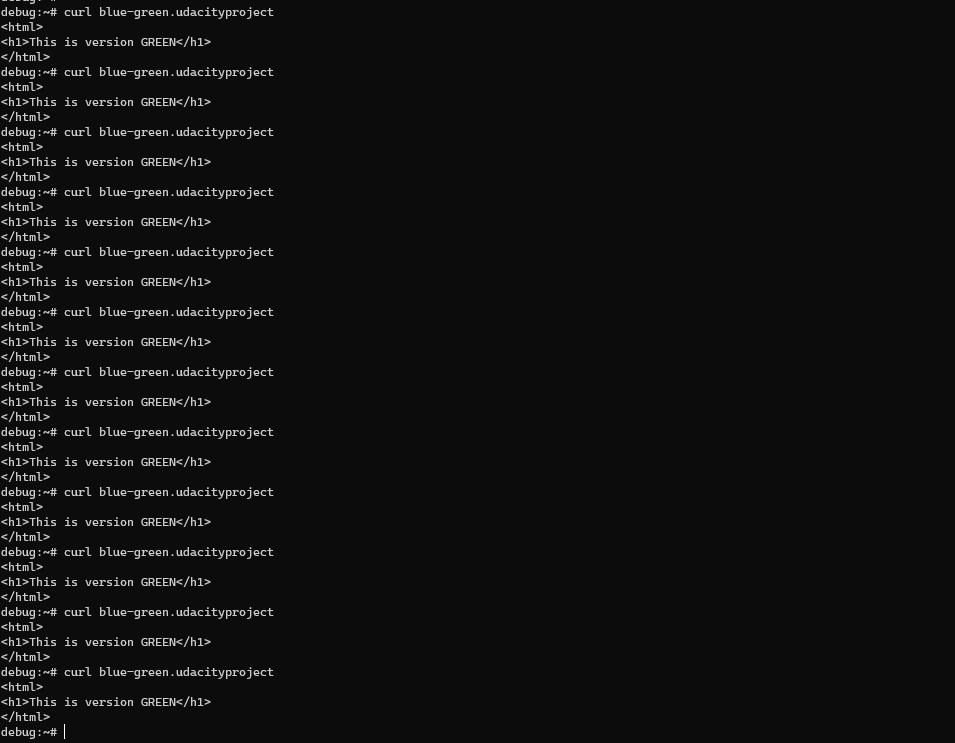 debug:~# curl blue-green.udacityproject
<html>
<h1>This is version GREEN</h1>
</html>
debug:~# curl blue-green.udacityproject
<html>
<h1>This is version GREEN</h1>
</html>
debug:~# curl blue-green.udacityproject
<html>
<h1>This is version GREEN</h1>
</html>
debug:~# curl blue-green.udacityproject
<html>
<h1>This is version GREEN</h1>
</html>
debug:~# curl blue-green.udacityproject
<html>
<h1>This is version GREEN</h1>
</html>
debug:~# curl blue-green.udacityproject
<html>
<h1>This is version GREEN</h1>
</html>
debug:~# curl blue-green.udacityproject
<html>
<h1>This is version GREEN</h1>
</html>
debug:~# curl blue-green.udacityproject
<html>
<h1>This is version GREEN</h1>
</html>
debug:~# curl blue-green.udacityproject
<html>
<h1>This is version GREEN</h1>
</html>
debug:~# curl blue-green.udacityproject
<html>
<h1>This is version GREEN</h1>
</html>
debug:~# curl blue-green.udacityproject
<html>
<h1>This is version GREEN</h1>
</html>
debug:~# curl blue-green.udacityproject
<html>
<h1>This is version GREEN</h1>
</html>
debug:~#